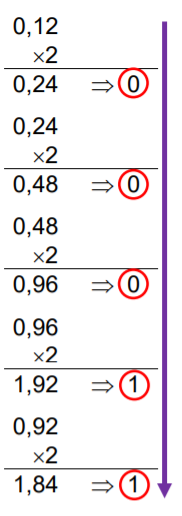 0,12
×2
0,24 ⇒ 0
0,24
×2
0,48 ⇒ 0
0,48
×2
0,96 ⇒ 0
0,96
×2
1,92 ⇒ 1
0,92
×2
1,84 ⇒ 1